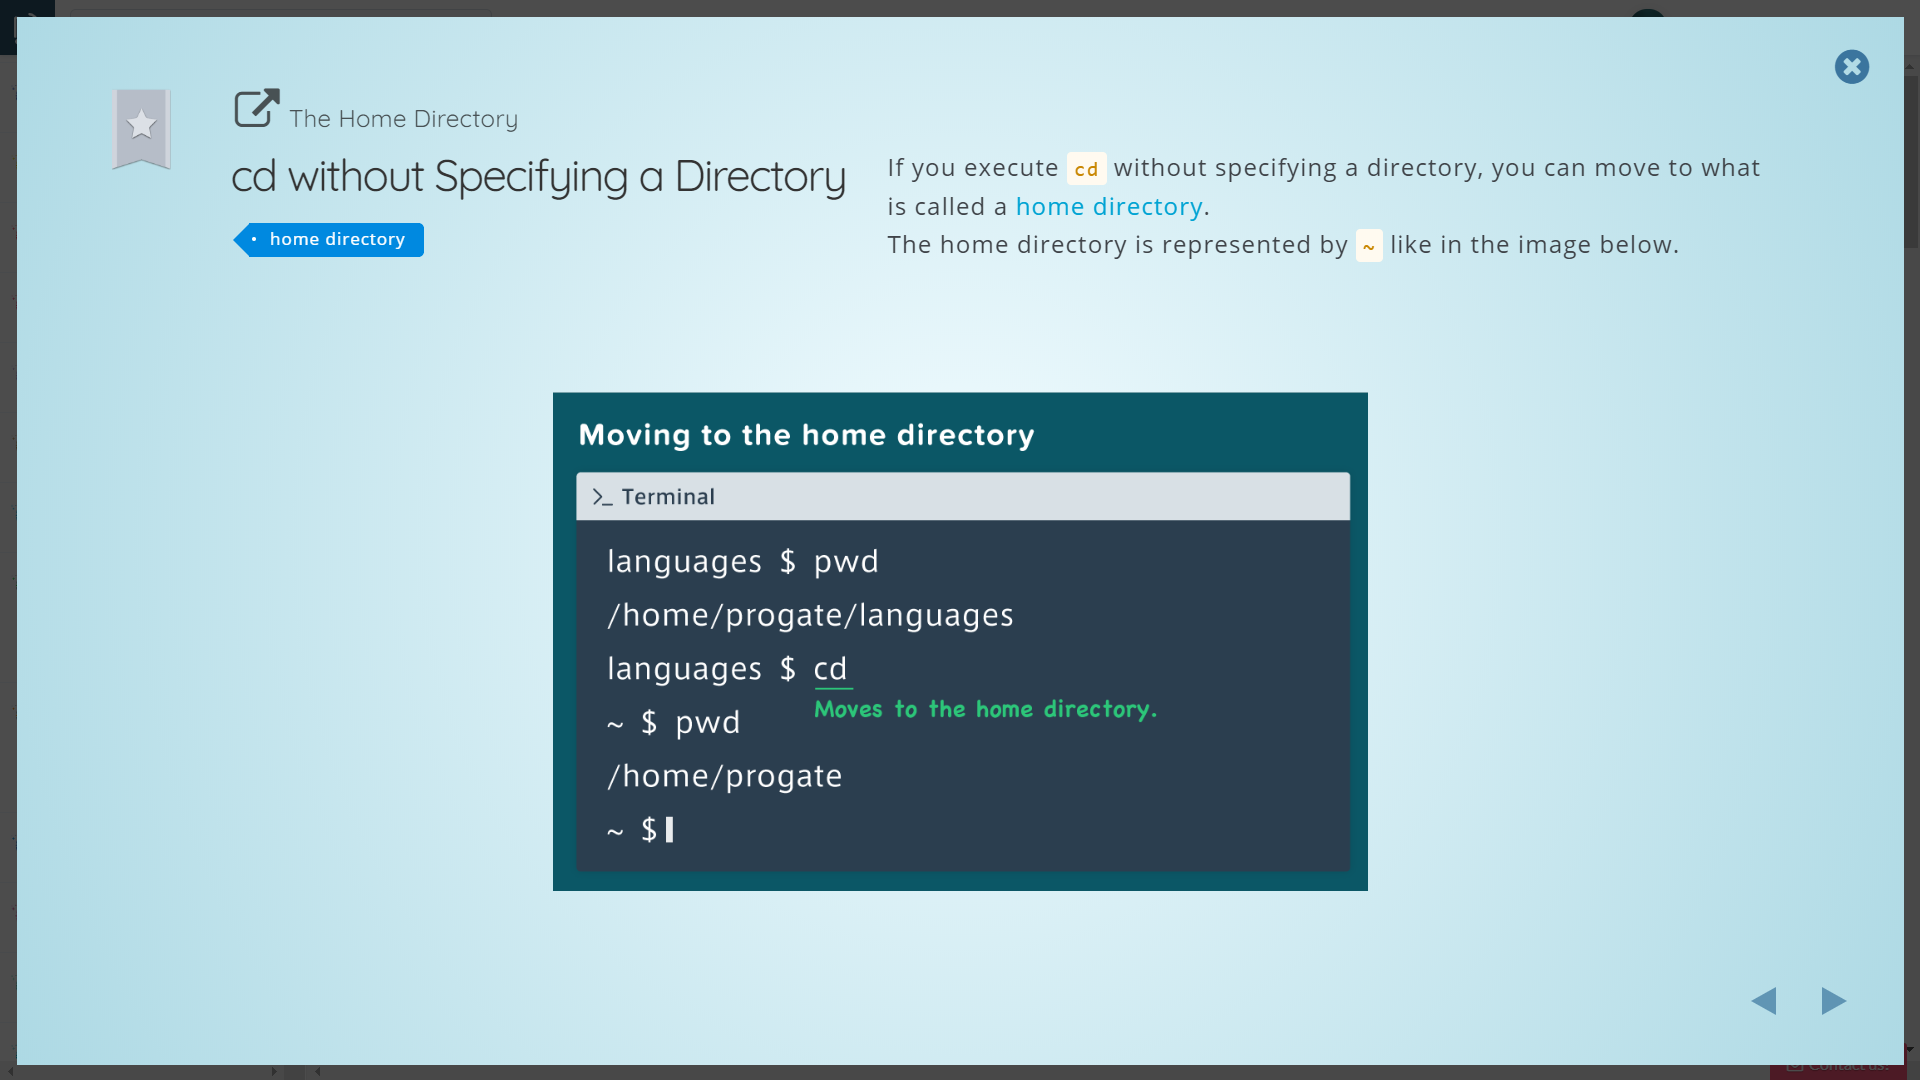 The Home Directory
cd without Specifying a Directory
• home directory
If you execute cd without specifying a directory, you can move to what
is called a home directory.
The home directory is represented by ~ like in the image below.
Moving to the home directory
>_ Terminal
languages $ pwd
/home/progate/languages
languages $ cd
Moves to the home directory.
~ $ pwd
/home/progate
~ $
Contact us!